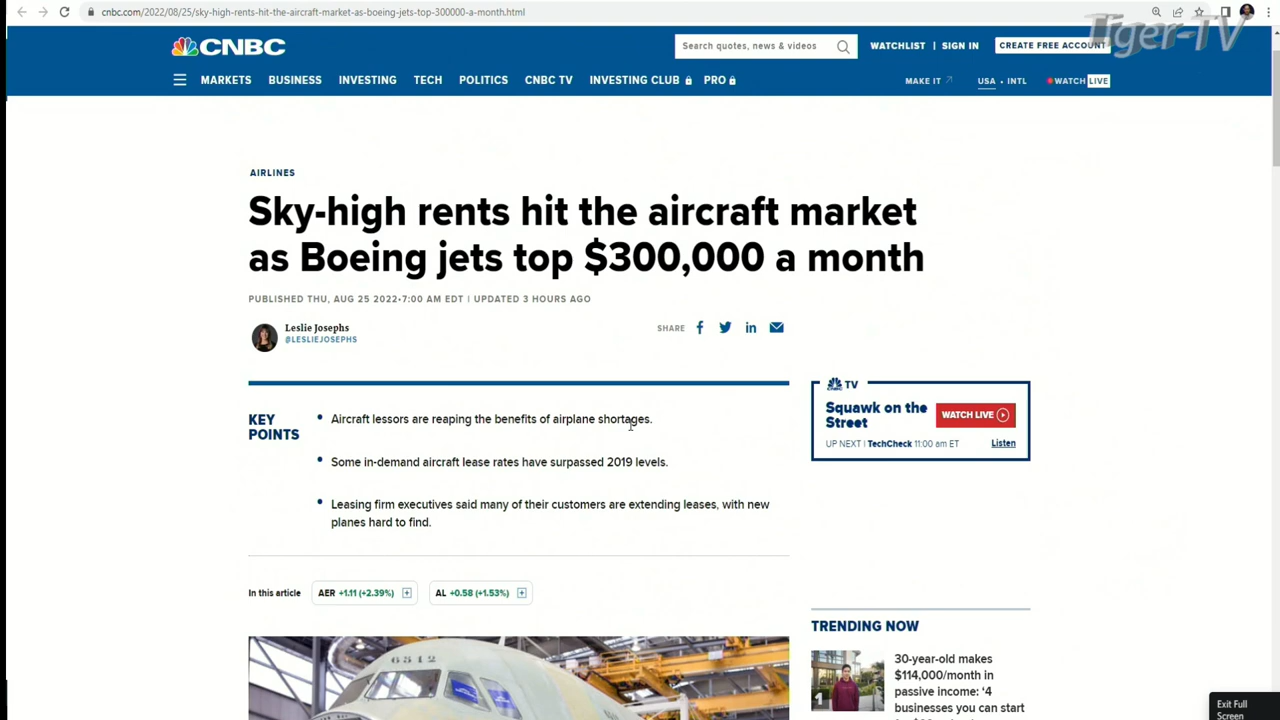 cnbc.com/2022/08/25/sky-high-rents-hit-the-aircraft-market-as-boeing-jets-top-300000-a-month.html
Tiger-TV
CNBC
Search quotes, news & videos
WATCHLIST | SIGN IN
CREATE FREE ACCOUNT
MARKETS BUSINESS INVESTING TECH POLITICS CNBC TV INVESTING CLUB PRO
MAKE IT
USA • INTL
WATCH LIVE
AIRLINES
Sky-high rents hit the aircraft market
as Boeing jets top $300,000 a month
PUBLISHED THU, AUG 25 2022•7:00 AM EDT | UPDATED 3 HOURS AGO
Leslie Josephs
@LESLIEJOSEPHS
SHARE
KEY
POINTS
• Aircraft lessors are reaping the benefits of airplane shortages.
• Some in-demand aircraft lease rates have surpassed 2019 levels.
• Leasing firm executives said many of their customers are extending leases, with new
planes hard to find.
CNBC TV
Squawk on the
Street
WATCH LIVE
UP NEXT | TechCheck 11:00 am ET
Listen
In this article
AER +1.11 (+2.39%)
AL +0.58 (+1.53%)
6312
TRENDING NOW
1
30-year-old makes
$114,000/month in
passive income: ‘4
businesses you can start
Exit Full
Screen